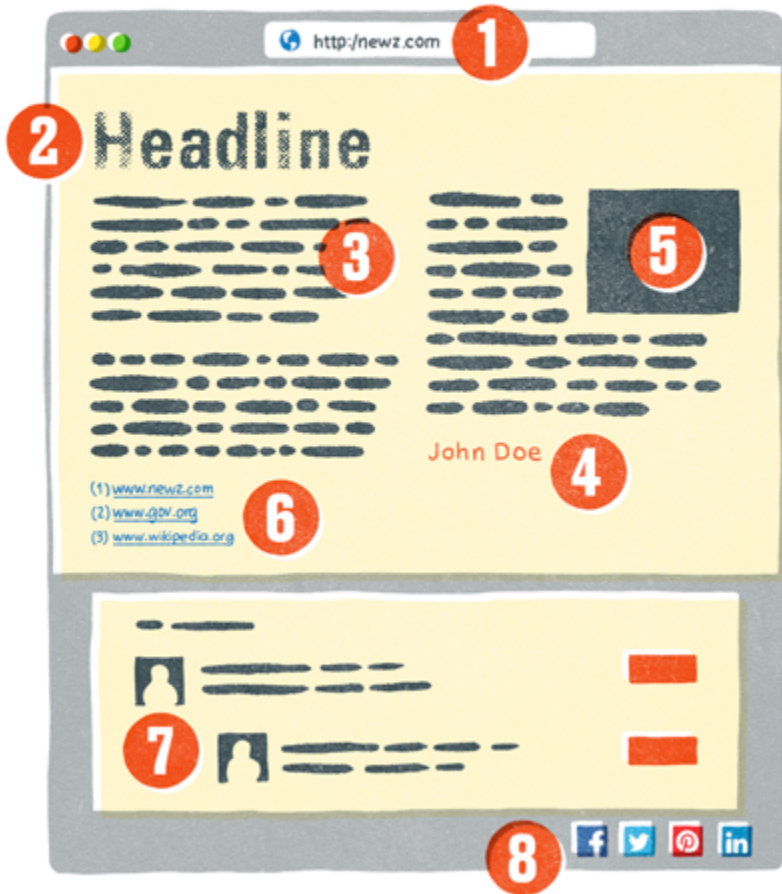 http:/newz.com 1
2 Headline
3
5
John Doe 4
(1) www.newz.com
(2) www.gov.org
(3) www.wikipedia.org
6
7
8